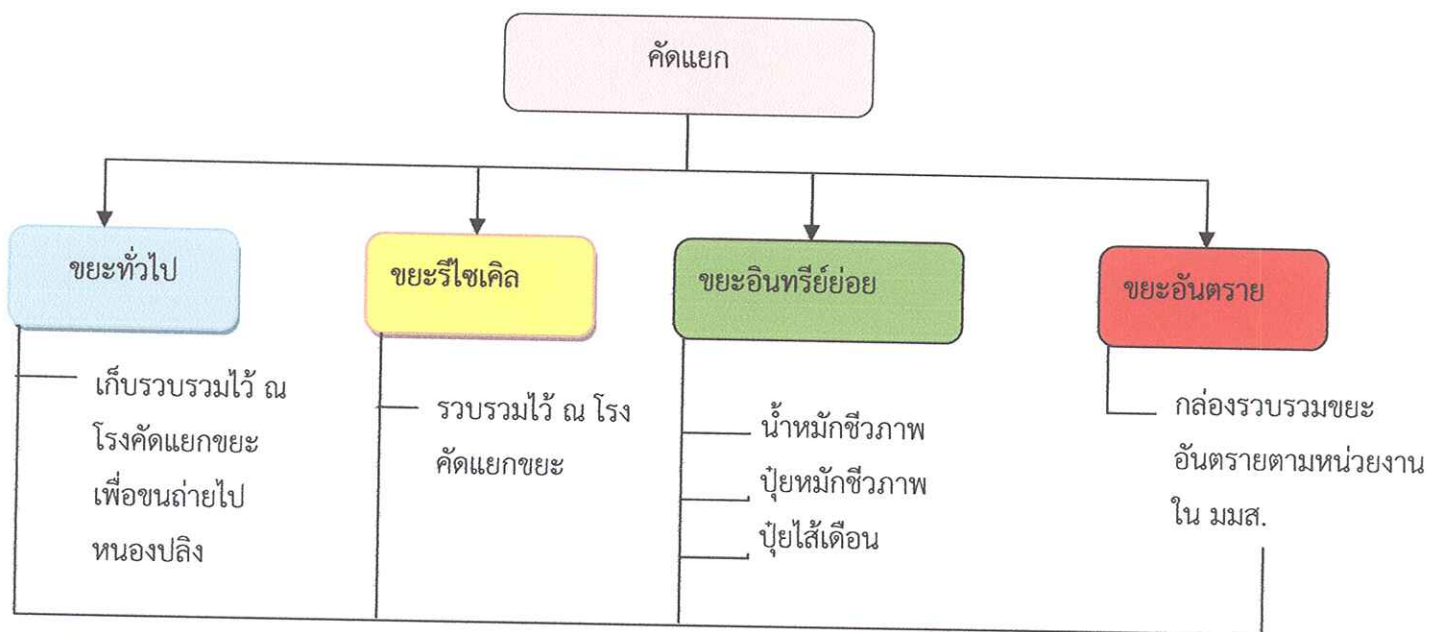 คัดแยก
ขยะทั่วไป
ขยะรีไซเคิล
ขยะอินทรีย์ย่อย
ขยะอันตราย
เก็บรวบรวมไว้ ณ
โรงคัดแยกขยะ
เพื่อขนถ่ายไป
หนองปลิง
รวบรวมไว้ ณ โรง
คัดแยกขยะ
น้ำหมักชีวภาพ
ปุ๋ยหมักชีวภาพ
ปุ๋ยไส้เดือน
กล่องรวบรวมขยะ
อันตรายตามหน่วยงาน
ใน มมส.